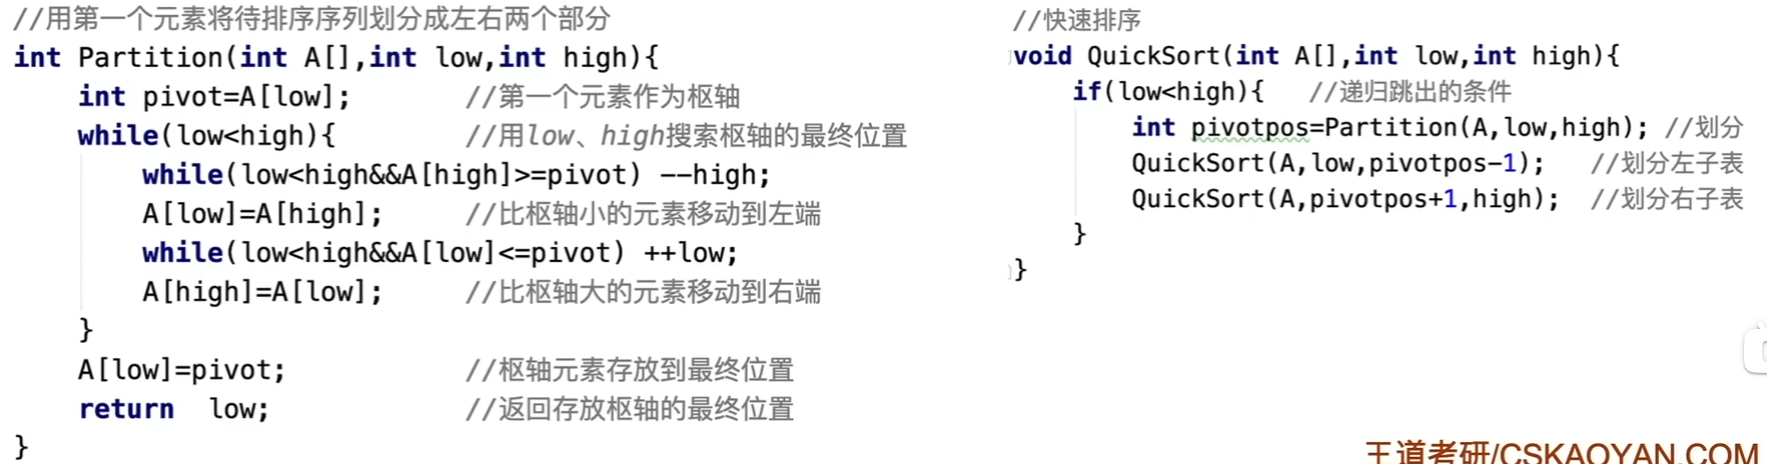 //用第一个元素将待排序序列划分成左右两个部分
int Partition(int A[],int low,int high){
    int pivot=A[low];       //第一个元素作为枢轴
    while(low<high){        //用low、high搜索枢轴的最终位置
        while(low<high&&A[high]>=pivot) --high;
        A[low]=A[high];     //比枢轴小的元素移动到左端
        while(low<high&&A[low]<=pivot) ++low;
        A[high]=A[low];     //比枢轴大的元素移动到右端
    }
    A[low]=pivot;           //枢轴元素存放到最终位置
    return  low;            //返回存放枢轴的最终位置
}
//快速排序
void QuickSort(int A[],int low,int high){
    if(low<high){   //递归跳出的条件
        int pivotpos=Partition(A,low,high); //划分
        QuickSort(A,low,pivotpos-1);   //划分左子表
        QuickSort(A,pivotpos+1,high);  //划分右子表
    }
}
王道考研/CSKAOYAN.COM